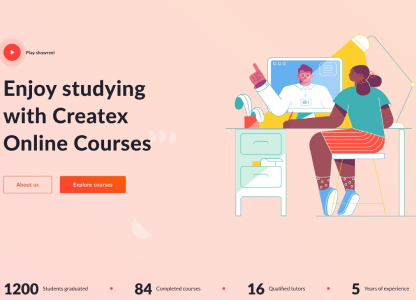 Play showreel
Enjoy studying
with Createx
Online Courses
About us
Explore courses
1200 Students graduated
84 Completed courses
16 Qualified tutors
5 Years of experience